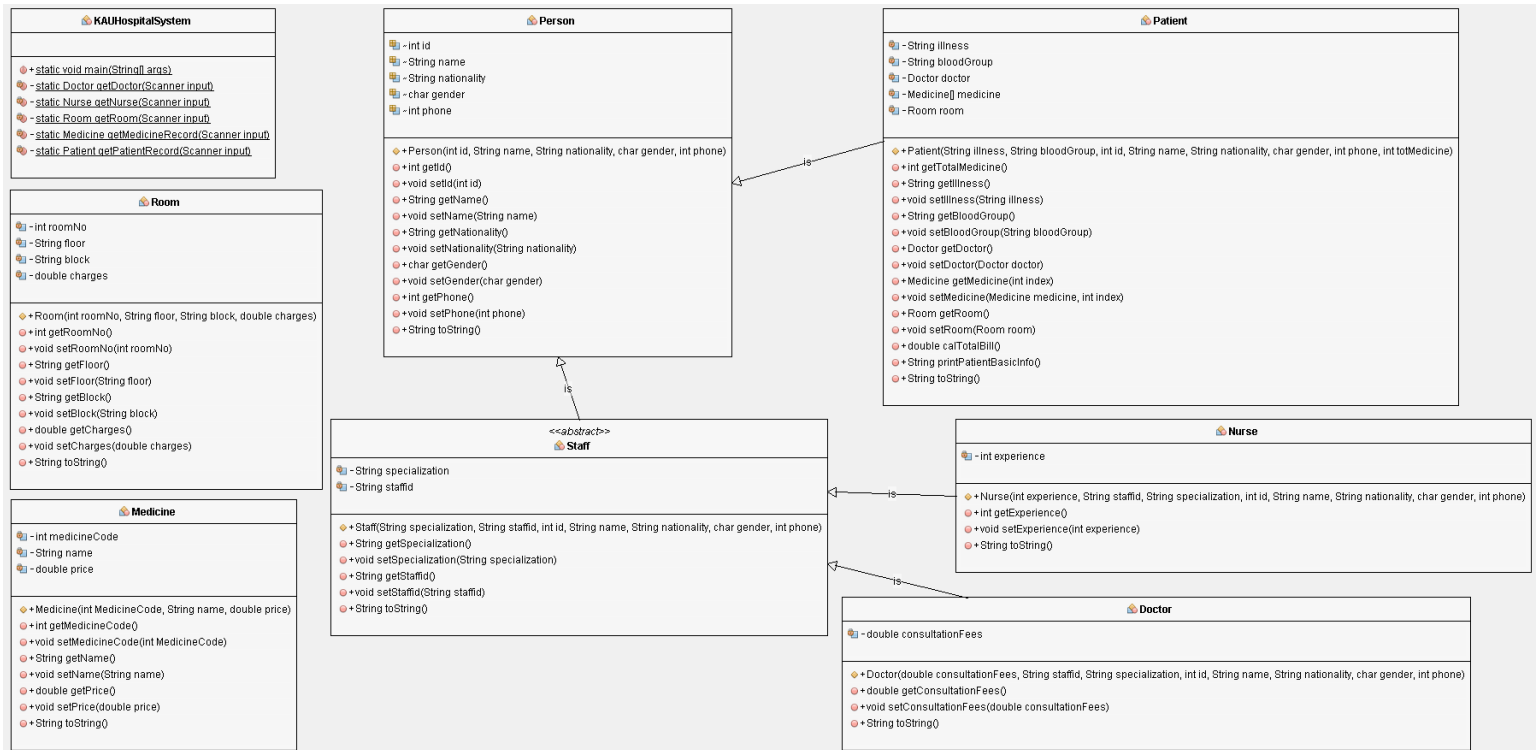 KAUHospitalSystem
+static void main(String[] args)
-static Doctor getDoctor(Scanner input)
-static Nurse getNurse(Scanner input)
-static Room getRoom(Scanner input)
-static Medicine getMedicineRecord(Scanner input)
-static Patient getPatientRecord(Scanner input)
Room
-int roomNo
-String floor
-String block
-double charges
+Room(int roomNo, String floor, String block, double charges)
+int getRoomNo()
+void setRoomNo(int roomNo)
+String getFloor()
+void setFloor(String floor)
+String getBlock()
+void setBlock(String block)
+double getCharges()
+void setCharges(double charges)
+String toString()
Medicine
-int medicineCode
-String name
-double price
+Medicine(int MedicineCode, String name, double price)
+int getMedicineCode()
+void setMedicineCode(int MedicineCode)
+String getName()
+void setName(String name)
+double getPrice()
+void setPrice(double price)
+String toString()
Person
~int id
~String name
~String nationality
~char gender
~int phone
+Person(int id, String name, String nationality, char gender, int phone)
+int getId()
+void setId(int id)
+String getName()
+void setName(String name)
+String getNationality()
+void setNationality(String nationality)
+char getGender()
+void setGender(char gender)
+int getPhone()
+void setPhone(int phone)
+String toString()
is
is
<<abstract>>
Staff
-String specialization
-String staffid
+Staff(String specialization, String staffid, int id, String name, String nationality, char gender, int phone)
+String getSpecialization()
+void setSpecialization(String specialization)
+String getStaffid()
+void setStaffid(String staffid)
+String toString()
Patient
-String illness
-String bloodGroup
-Doctor doctor
-Medicine[] medicine
-Room room
+Patient(String illness, String bloodGroup, int id, String name, String nationality, char gender, int phone, int totMedicine)
+int getTotalMedicine()
+String getIllness()
+void setIllness(String illness)
+String getBloodGroup()
+void setBloodGroup(String bloodGroup)
+Doctor getDoctor()
+void setDoctor(Doctor doctor)
+Medicine getMedicine(int index)
+void setMedicine(Medicine medicine, int index)
+Room getRoom()
+void setRoom(Room room)
+double calTotalBill()
+String printPatientBasicInfo()
+String toString()
is
Nurse
-int experience
+Nurse(int experience, String staffid, String specialization, int id, String name, String nationality, char gender, int phone)
+int getExperience()
+void setExperience(int experience)
+String toString()
is
Doctor
-double consultationFees
+Doctor(double consultationFees, String staffid, String specialization, int id, String name, String nationality, char gender, int phone)
+double getConsultationFees()
+void setConsultationFees(double consultationFees)
+String toString()